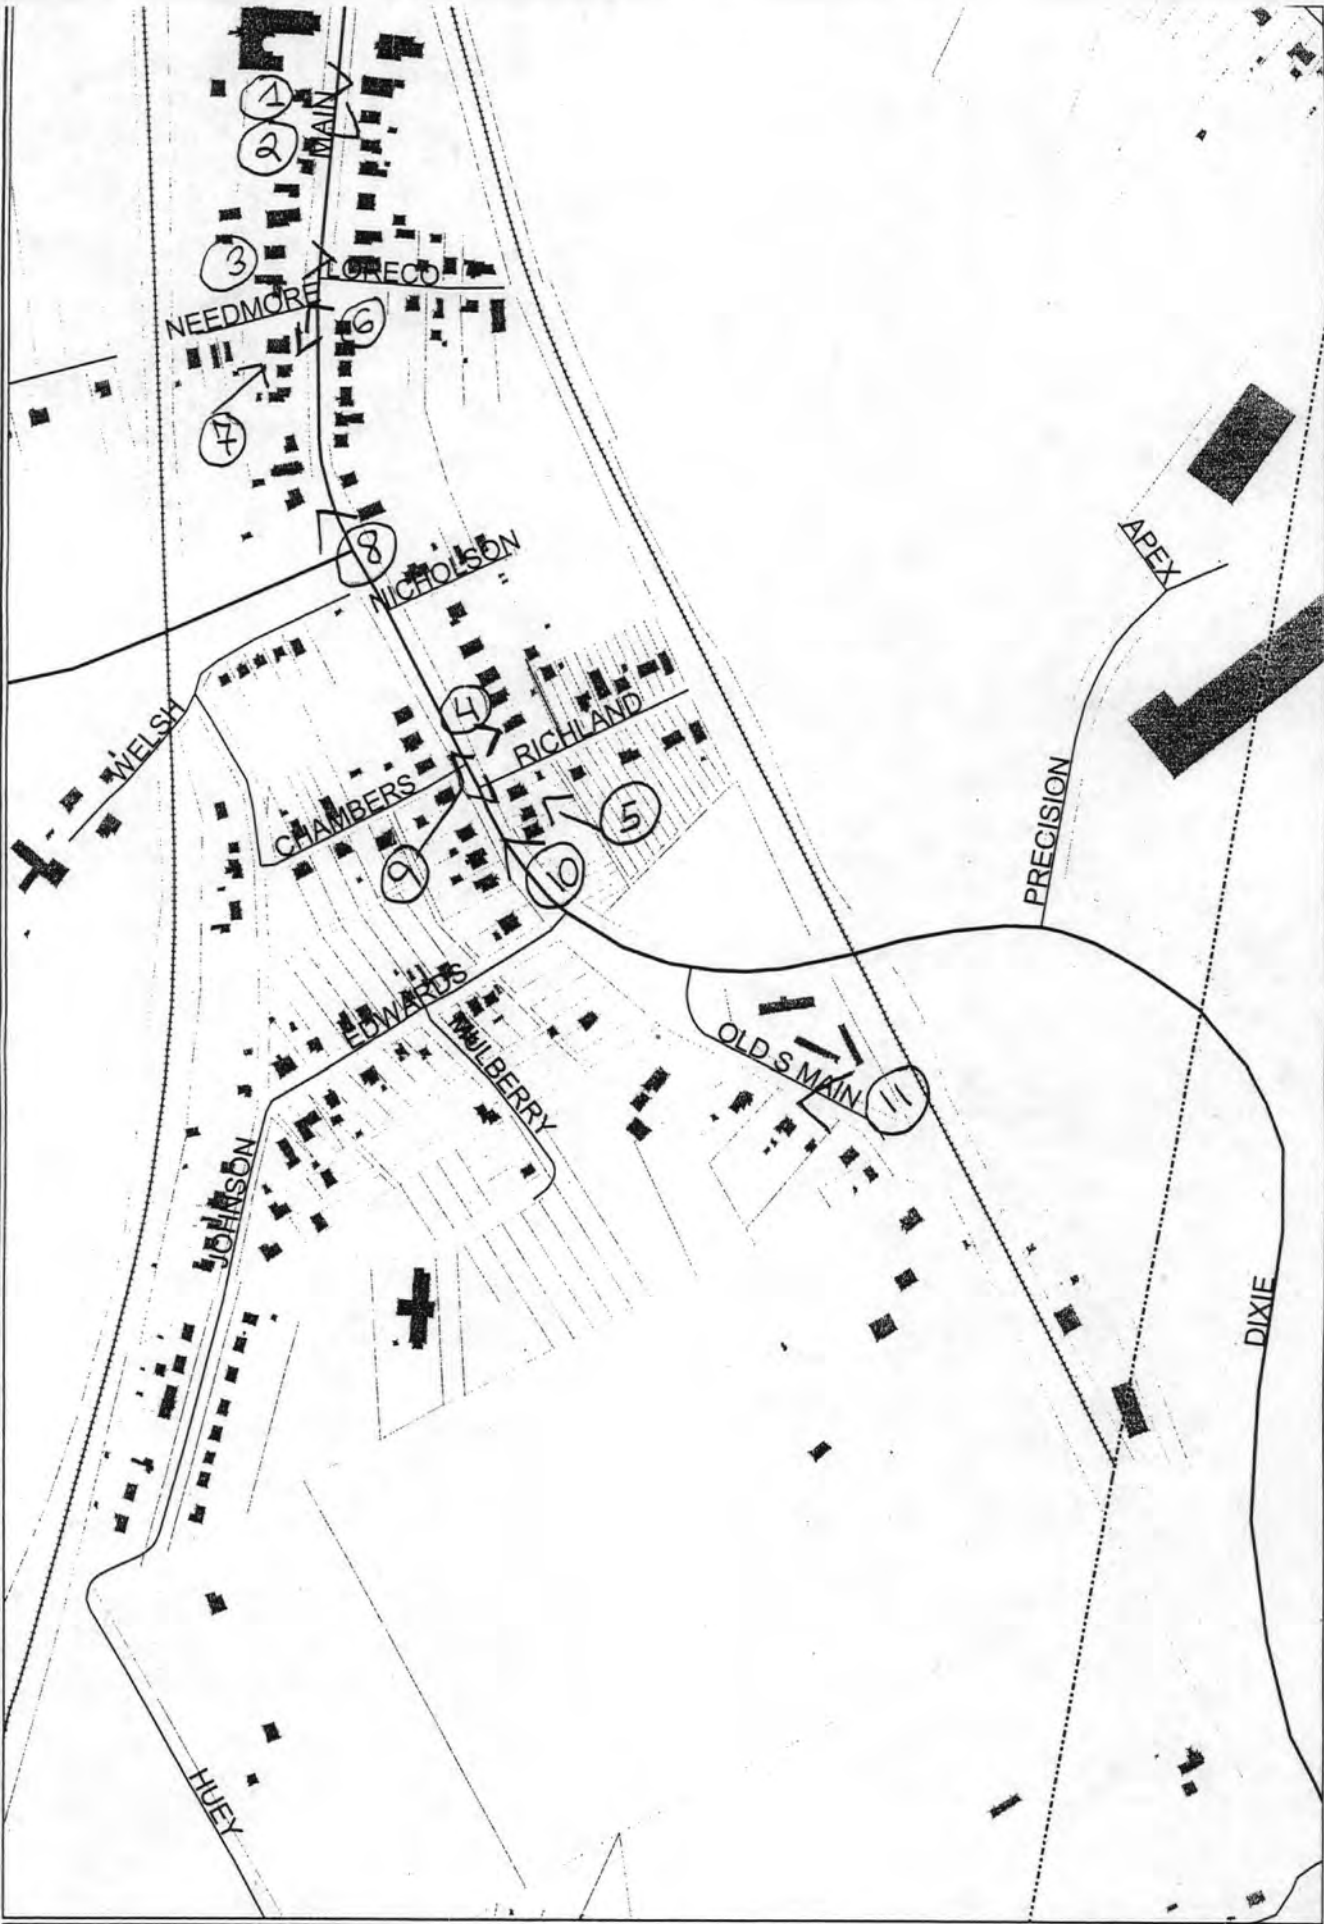 1
MAIN
2
3
LORECO
NEEDMORE
6
7
8
NICHOLSON
APEX
4
WELSH
RICHLAND
CHAMBERS
PRECISION
5
9
10
EDWARDS
MULBERRY
OLD S MAIN
11
JOHNSON
DIXIE
HUEY